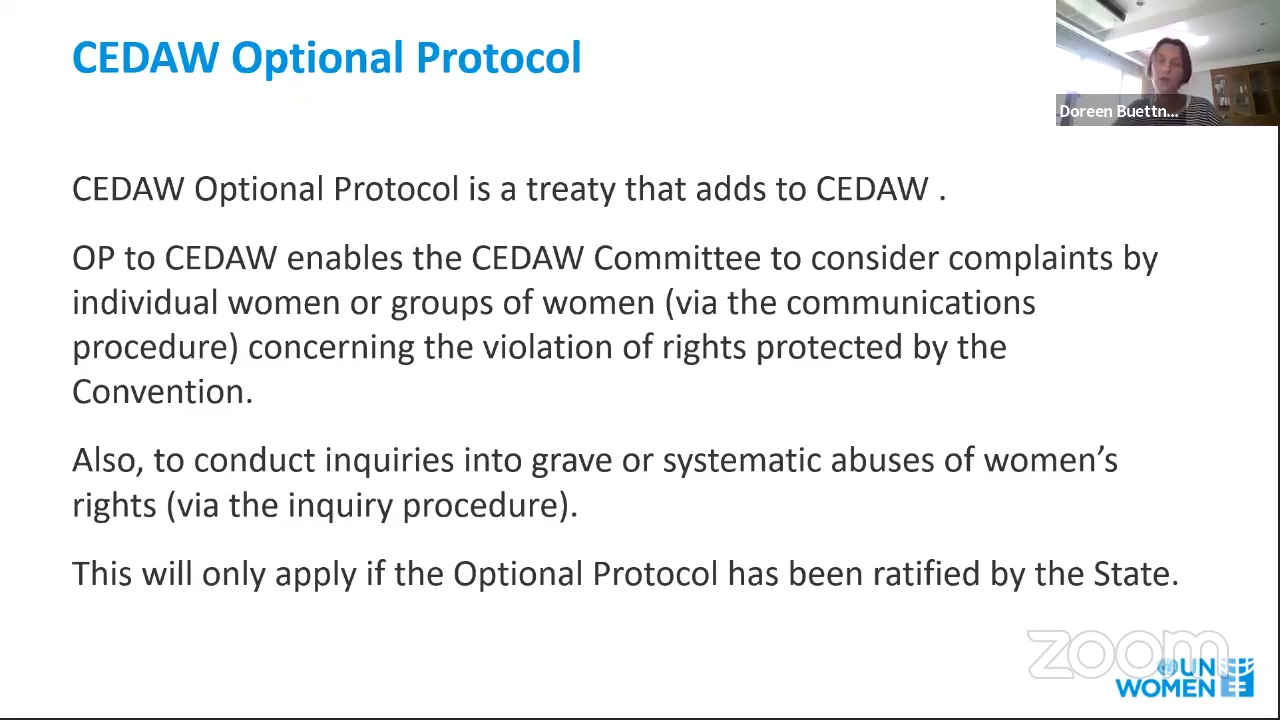 CEDAW Optional Protocol
Doreen Buettn...
CEDAW Optional Protocol is a treaty that adds to CEDAW .
OP to CEDAW enables the CEDAW Committee to consider complaints by
individual women or groups of women (via the communications
procedure) concerning the violation of rights protected by the
Convention.
Also, to conduct inquiries into grave or systematic abuses of women’s
rights (via the inquiry procedure).
This will only apply if the Optional Protocol has been ratified by the State.
zoom
UN
WOMEN